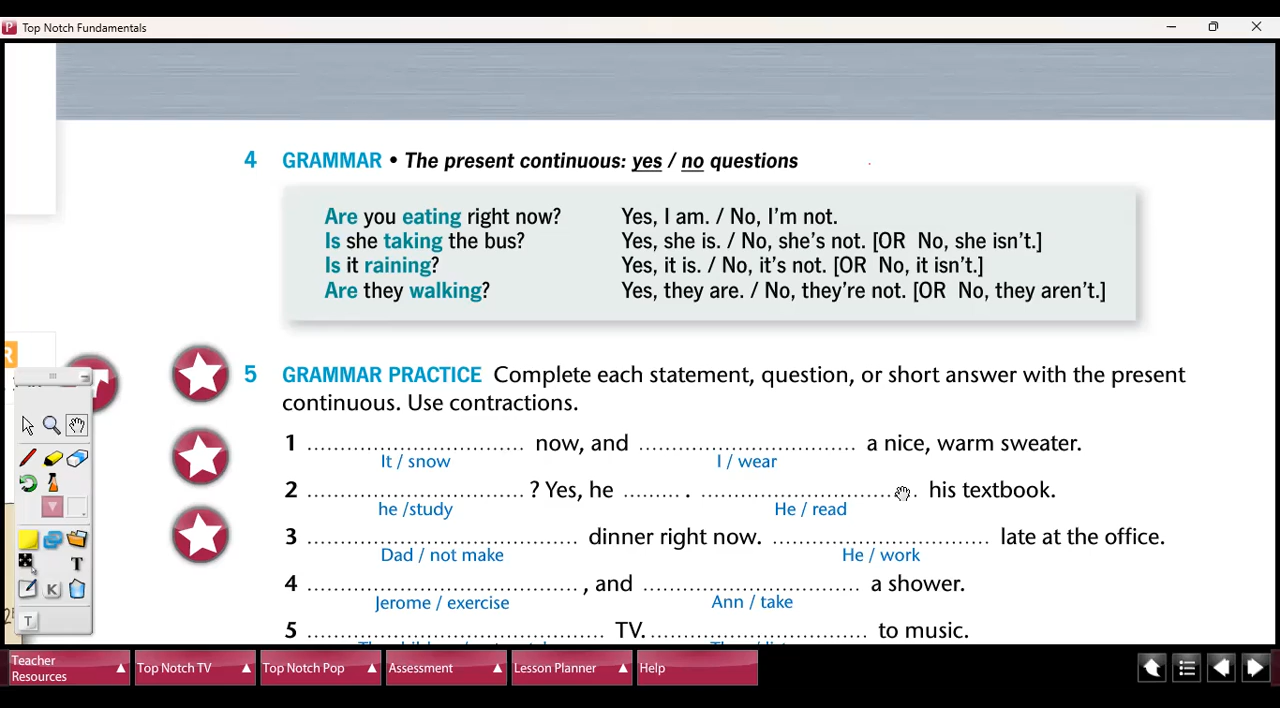 Top Notch Fundamentals
4 GRAMMAR • The present continuous: yes / no questions
Are you eating right now? Yes, I am. / No, I'm not.
Is she taking the bus? Yes, she is. / No, she's not. [OR No, she isn't.]
Is it raining? Yes, it is. / No, it's not. [OR No, it isn't.]
Are they walking? Yes, they are. / No, they're not. [OR No, they aren't.]
5 GRAMMAR PRACTICE Complete each statement, question, or short answer with the present
continuous. Use contractions.
1 ................................ now, and ................................ a nice, warm sweater.
It / snow I / wear
2 ................................ ? Yes, he ......... . ................................ his textbook.
he /study He / read
3 ........................................ dinner right now. ................................ late at the office.
Dad / not make He / work
4 ........................................ , and ................................ a shower.
Jerome / exercise Ann / take
5 ............................................ TV. ................................ to music.
Teacher
Resources
Top Notch TV
Top Notch Pop
Assessment
Lesson Planner
Help